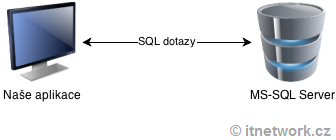 SQL dotazy
Naše aplikace
MS-SQL Server
© itnetwork.cz